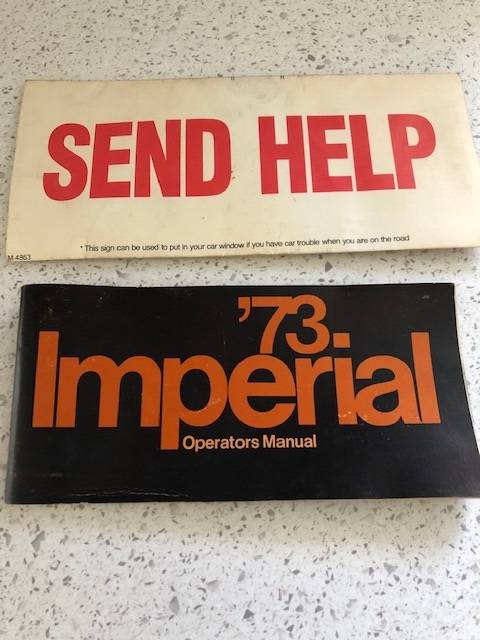 SEND HELP
* This sign can be used to put in your car window if you have car trouble when you are on the road
M-4863
'73
Imperial
Operators Manual